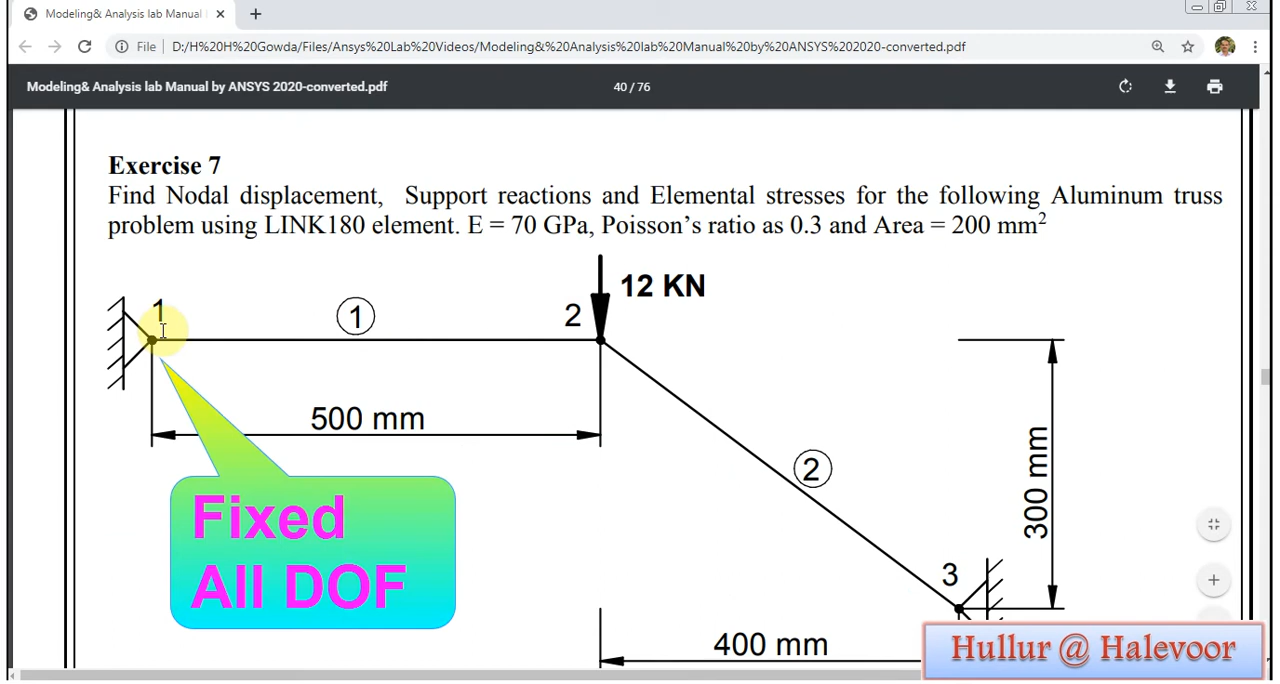 Modeling& Analysis lab Manual
File
D:/H%20H%20Gowda/Files/Ansys%20Lab%20Videos/Modeling&%20Analysis%20lab%20Manual%20by%20ANSYS%202020-converted.pdf
Modeling& Analysis lab Manual by ANSYS 2020-converted.pdf
40 / 76
Exercise 7
Find Nodal displacement, Support reactions and Elemental stresses for the following Aluminum truss
problem using LINK180 element. E = 70 GPa, Poisson's ratio as 0.3 and Area = 200 mm²
12 KN
1
1
2
500 mm
2
300 mm
Fixed
All DOF
3
400 mm
Hullur @ Halevoor